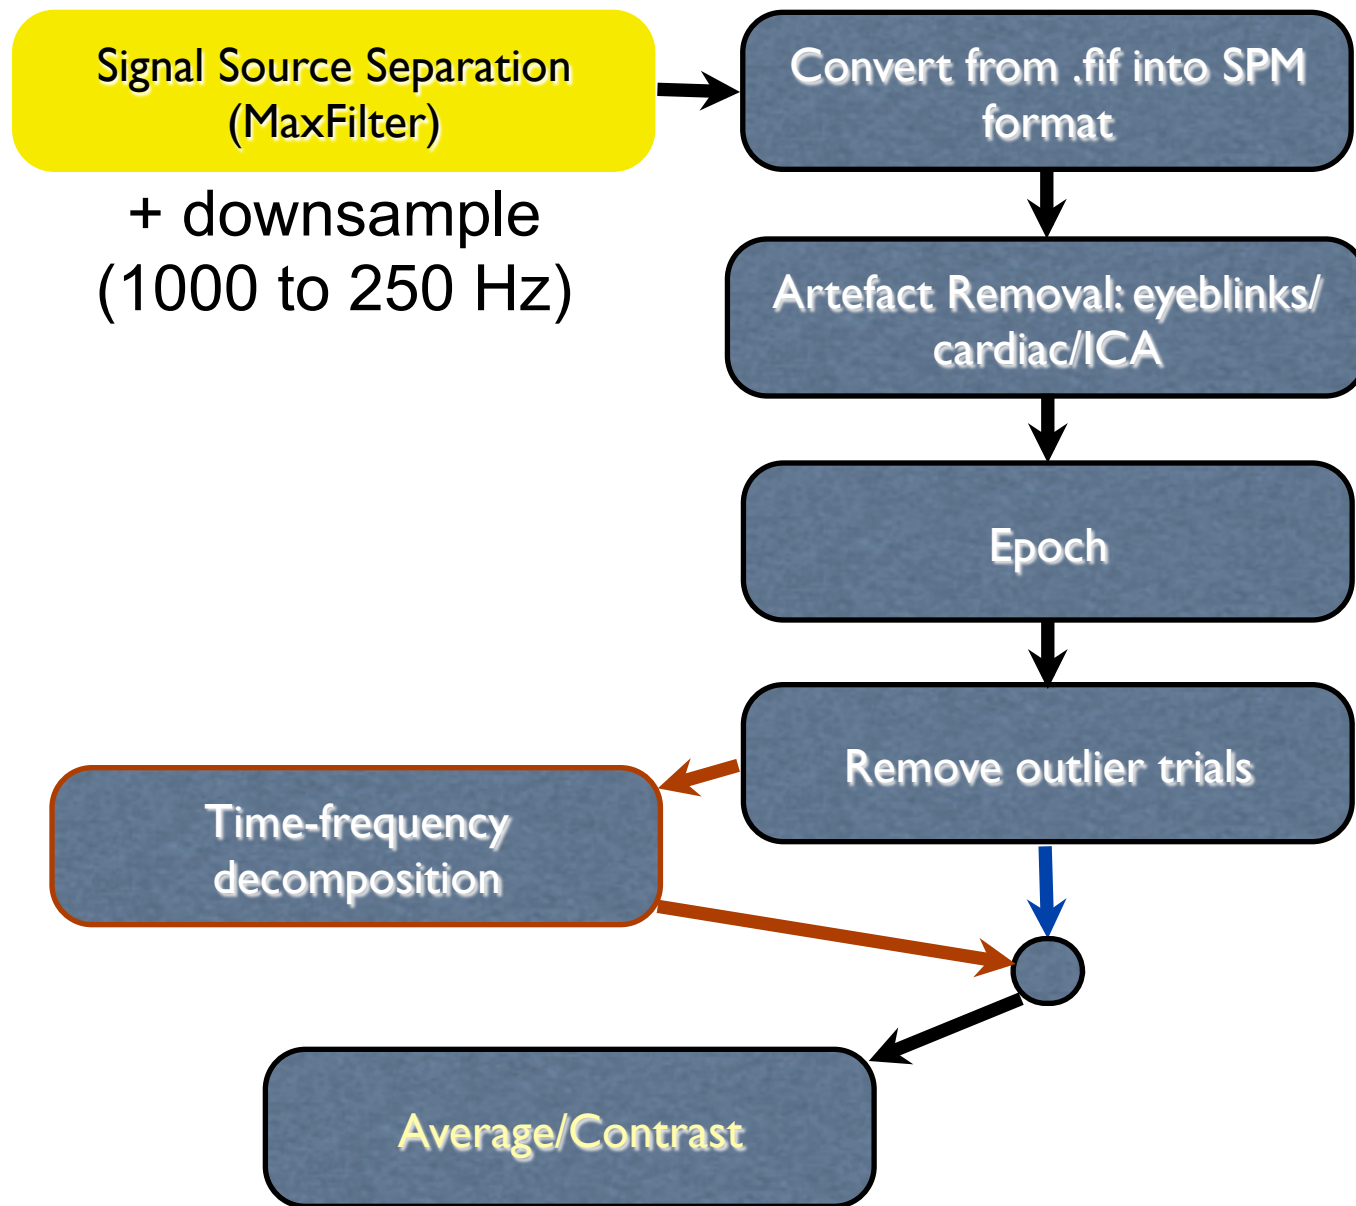 Signal Source Separation
(MaxFilter)
+ downsample
(1000 to 250 Hz)
Convert from .fif into SPM
format
Artefact Removal: eyeblinks/
cardiac/ICA
Epoch
Remove outlier trials
Time-frequency
decomposition
Average/Contrast